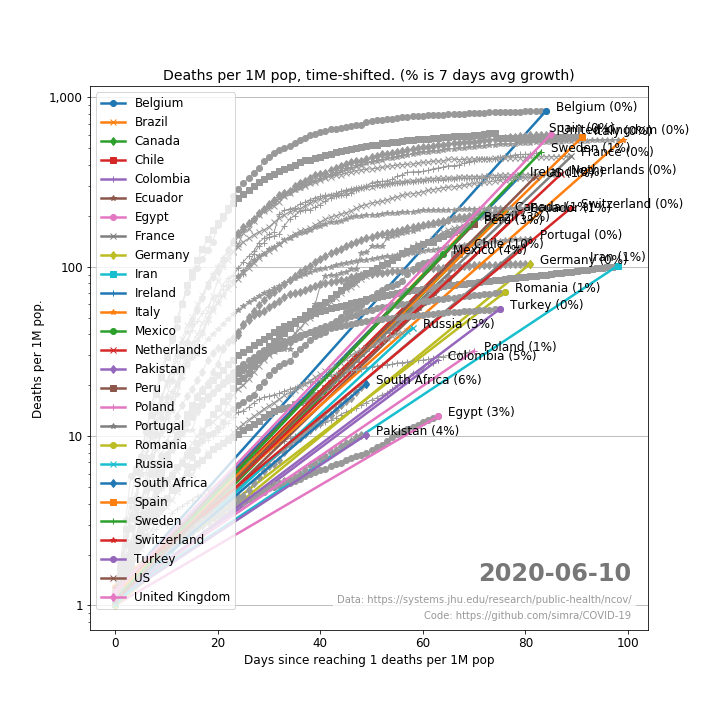 Deaths per 1M pop, time-shifted. (% is 7 days avg growth)
Deaths per 1M pop.
1,000
100
10
1
Belgium
Brazil
Canada
Chile
Colombia
Ecuador
Egypt
France
Germany
Iran
Ireland
Italy
Mexico
Netherlands
Pakistan
Peru
Poland
Portugal
Romania
Russia
South Africa
Spain
Sweden
Switzerland
Turkey
US
United Kingdom
Belgium (0%)
Sweden (1%)
France (0%)
Netherlands (0%)
Switzerland (0%)
Portugal (0%)
Chile (10%)
Mexico (4%)
Iran (1%)
Germany (0%)
Romania (1%)
Turkey (0%)
Russia (3%)
Poland (1%)
Colombia (5%)
South Africa (6%)
Egypt (3%)
Pakistan (4%)
2020-06-10
Data: https://systems.jhu.edu/research/public-health/ncov/
Code: https://github.com/simra/COVID-19
0
20
40
60
80
100
Days since reaching 1 deaths per 1M pop